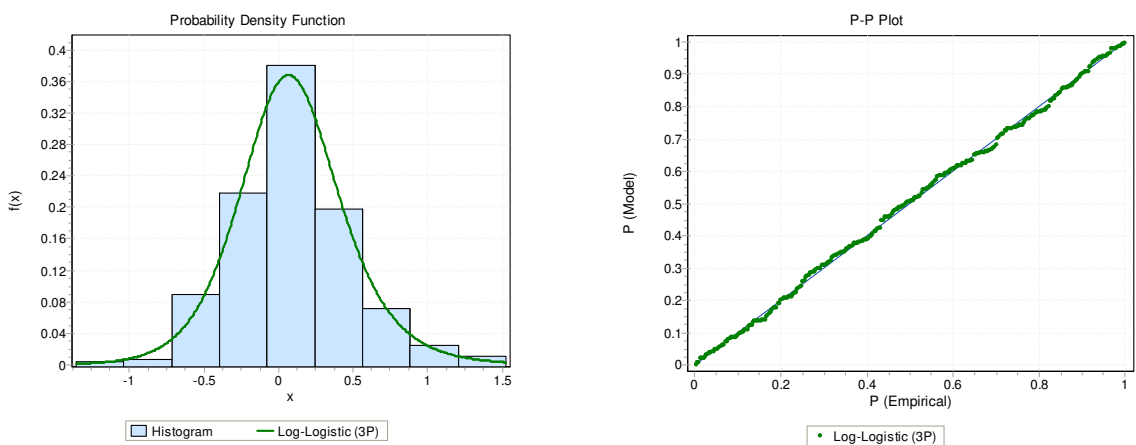 Probability Density Function
f(x)
0.4
0.36
0.32
0.28
0.24
0.2
0.16
0.12
0.08
0.04
0
-1 -0.5 0 0.5 1 1.5
x
Histogram Log-Logistic (3P)
P-P Plot
P (Model)
1
0.9
0.8
0.7
0.6
0.5
0.4
0.3
0.2
0.1
0
0 0.2 0.4 0.6 0.8 1
P (Empirical)
Log-Logistic (3P)